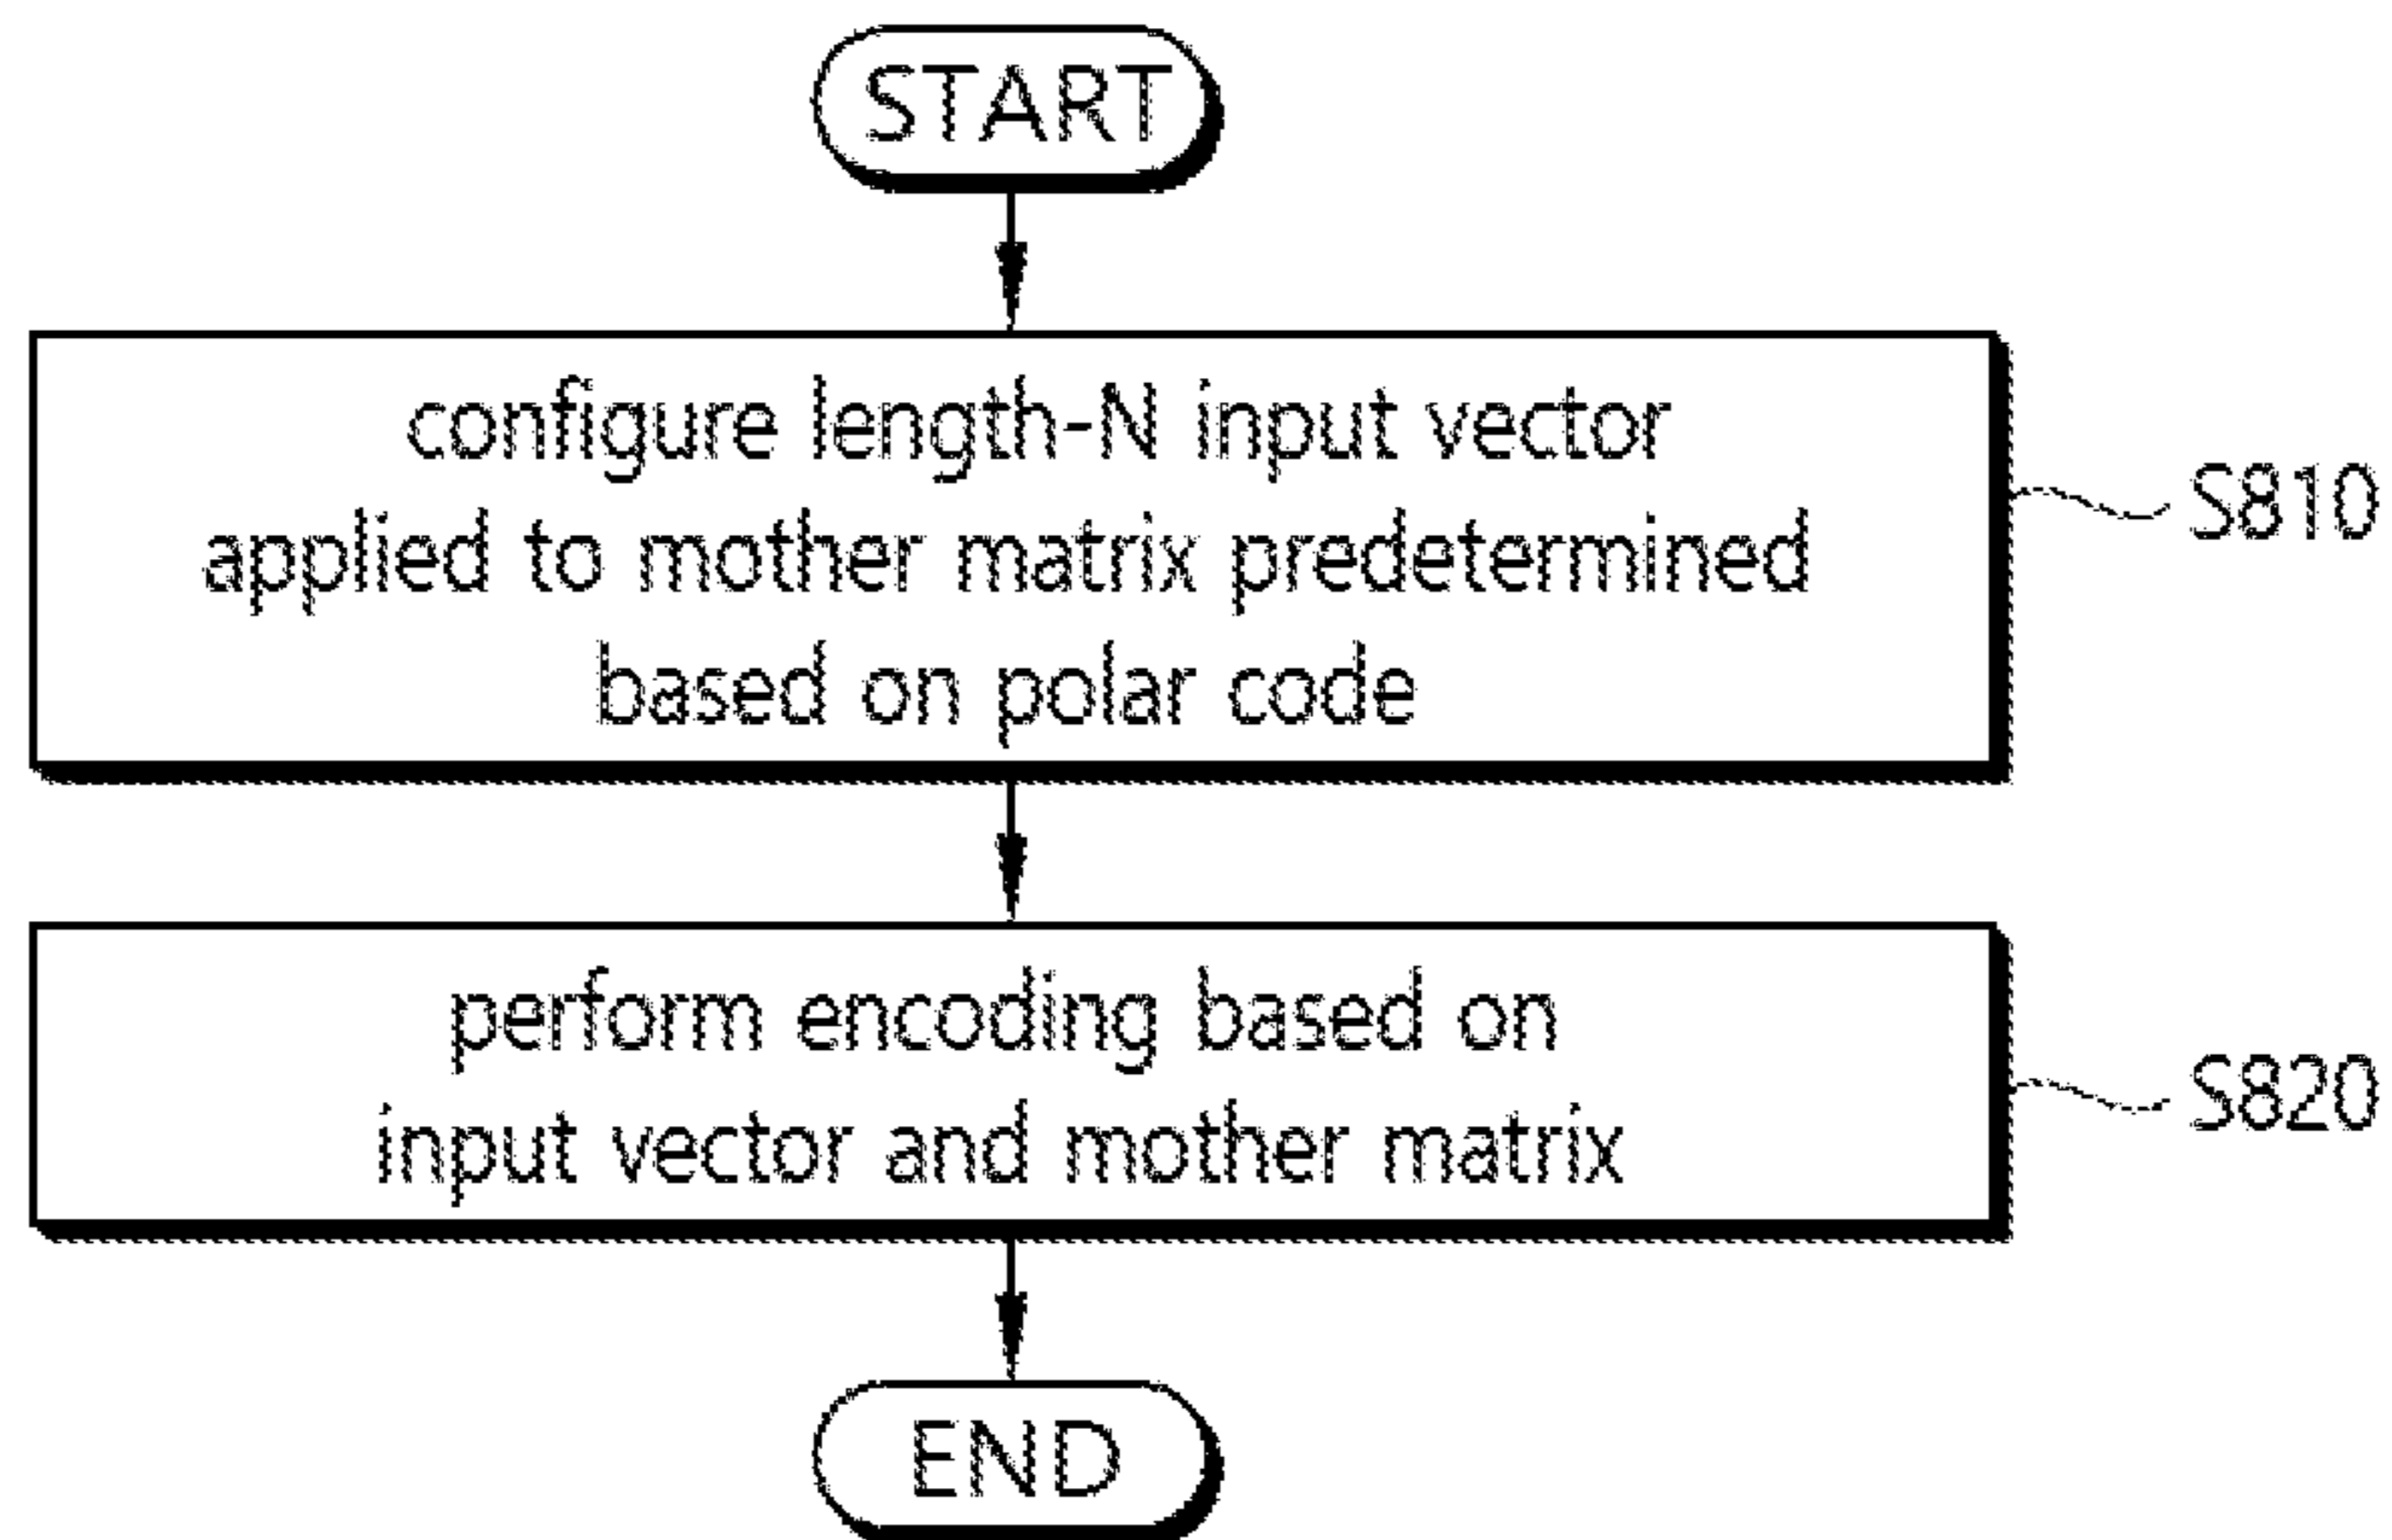 START
configure length-N input vector
applied to mother matrix predetermined
based on polar code
S810
perform encoding based on
input vector and mother matrix
S820
END